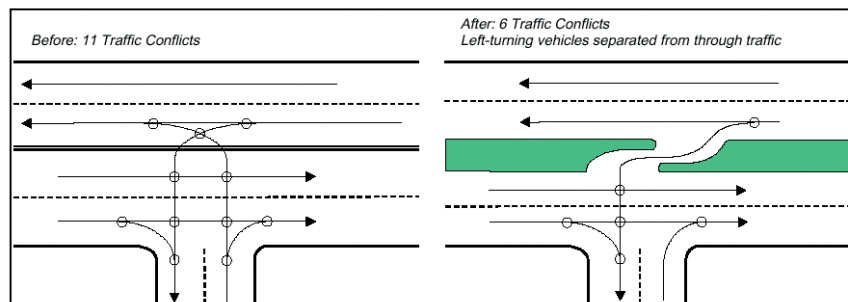 Before: 11 Traffic Conflicts
After: 6 Traffic Conflicts
Left-turning vehicles separated from through traffic